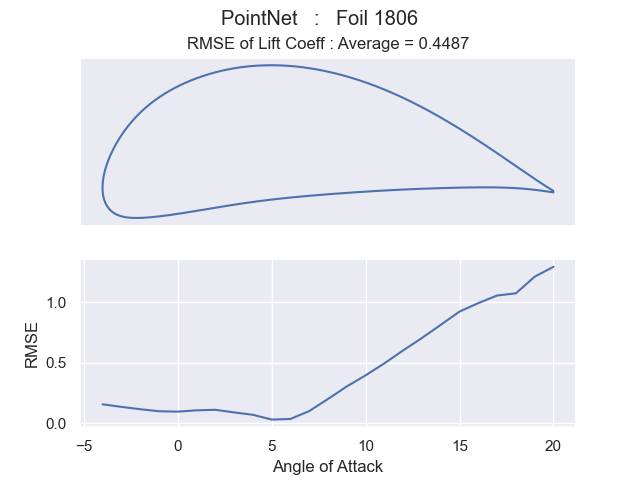 PointNet : Foil 1806
RMSE of Lift Coeff : Average = 0.4487
1.0
0.5
0.0
RMSE
−5 0 5 10 15 20
Angle of Attack